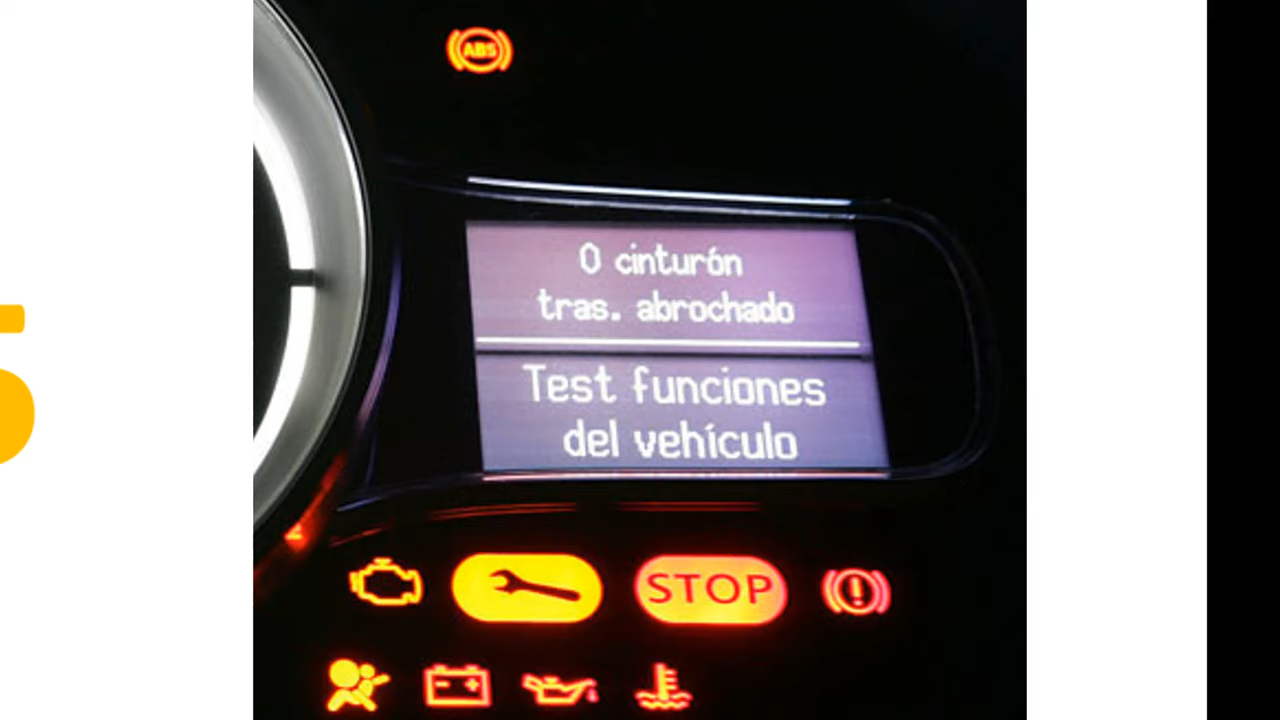 ABS
0 cinturón
tras. abrochado
Test funciones
del vehículo
STOP